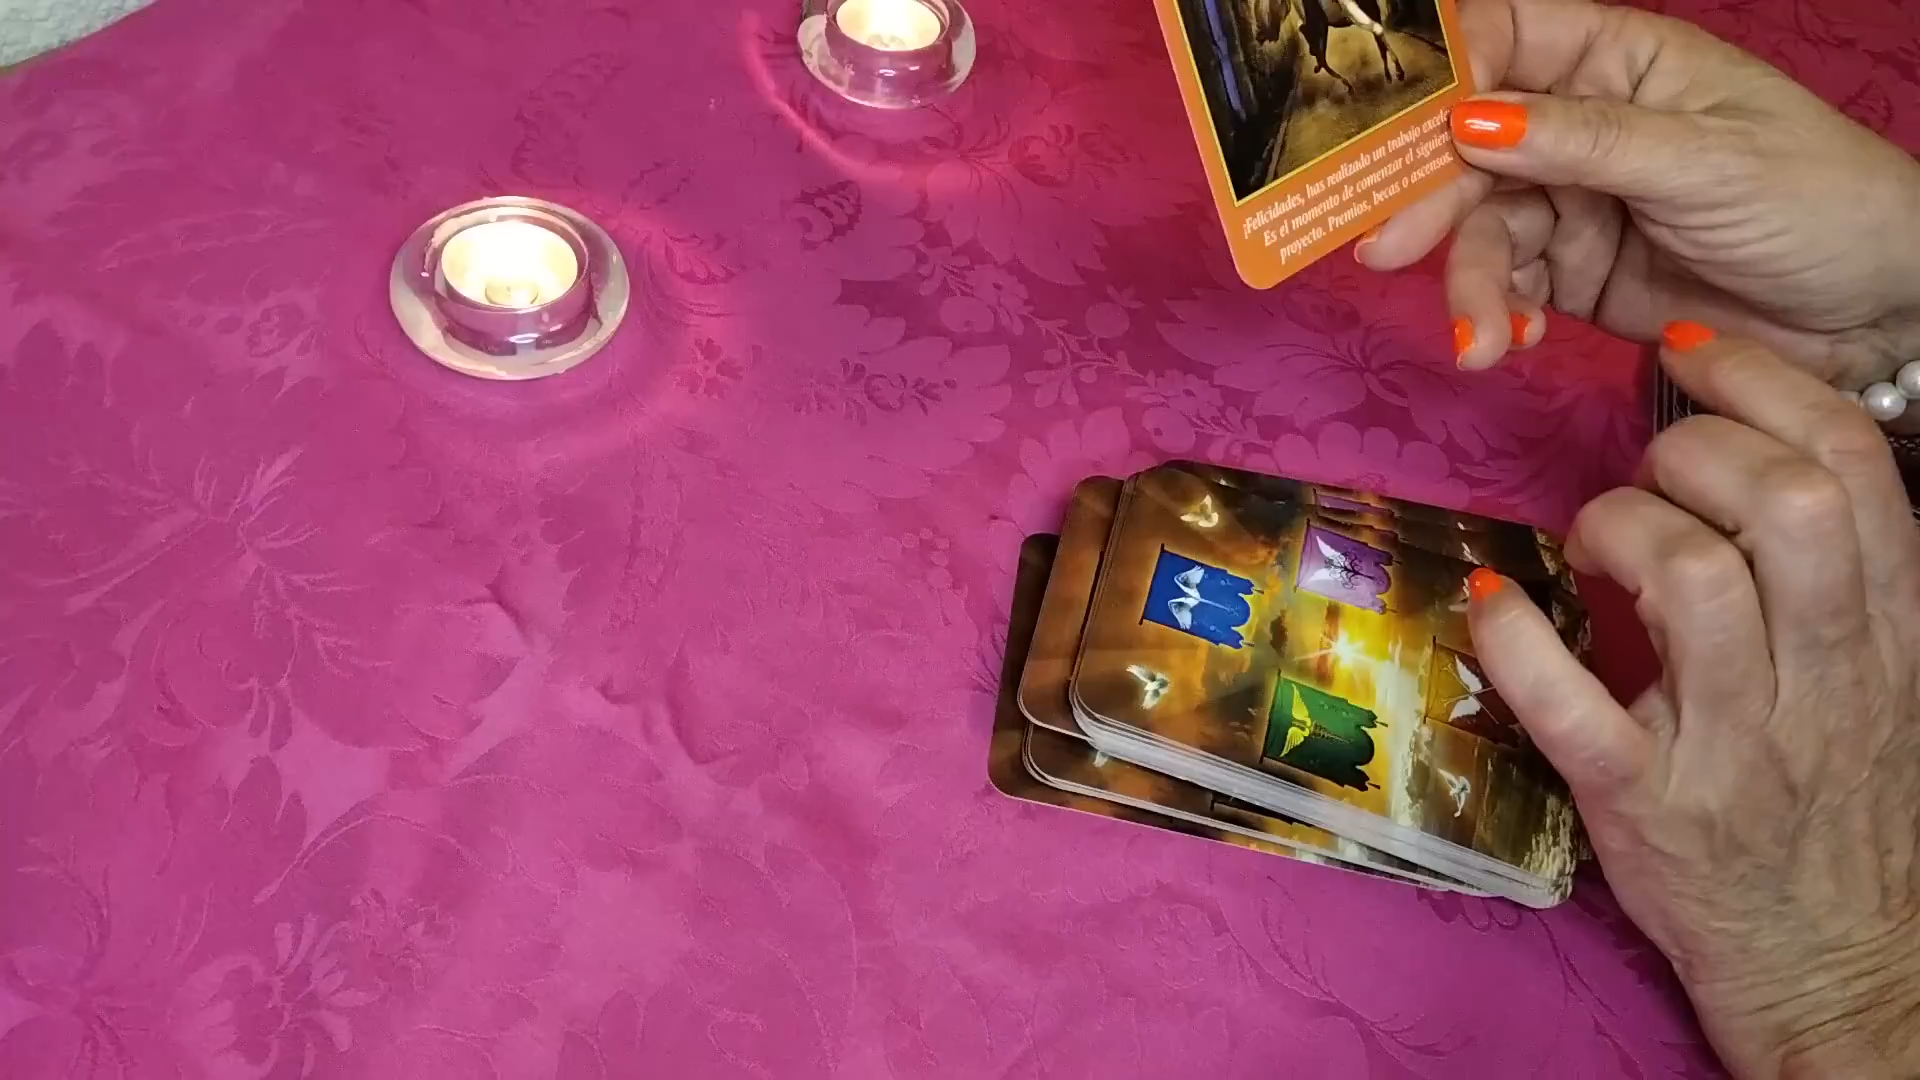 ¡Felicidades, has realizado un trabajo
Es el momento de comenzar el
proyecto. Premios, becas o ascensos.